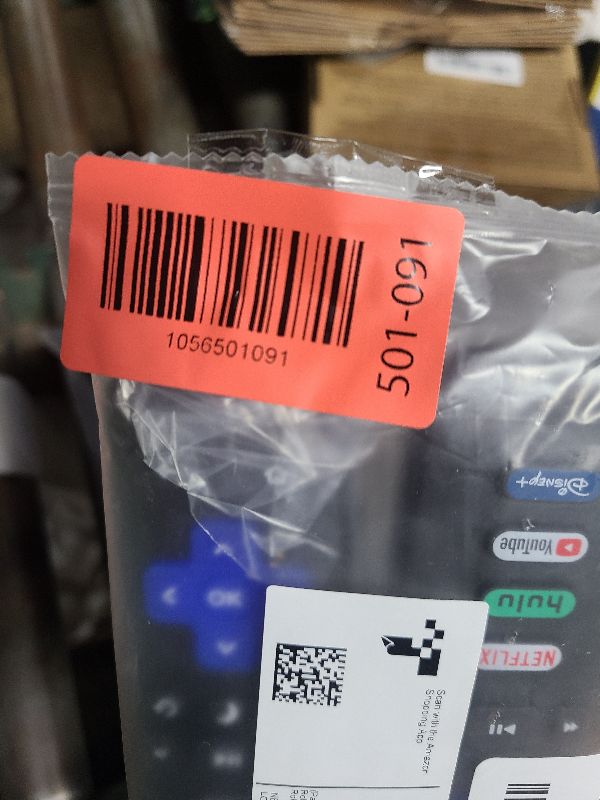 1056501091
501-091
Disney+
YouTube
hulu
NETFLIX
OK
Scan with the Amazon
Shopping App